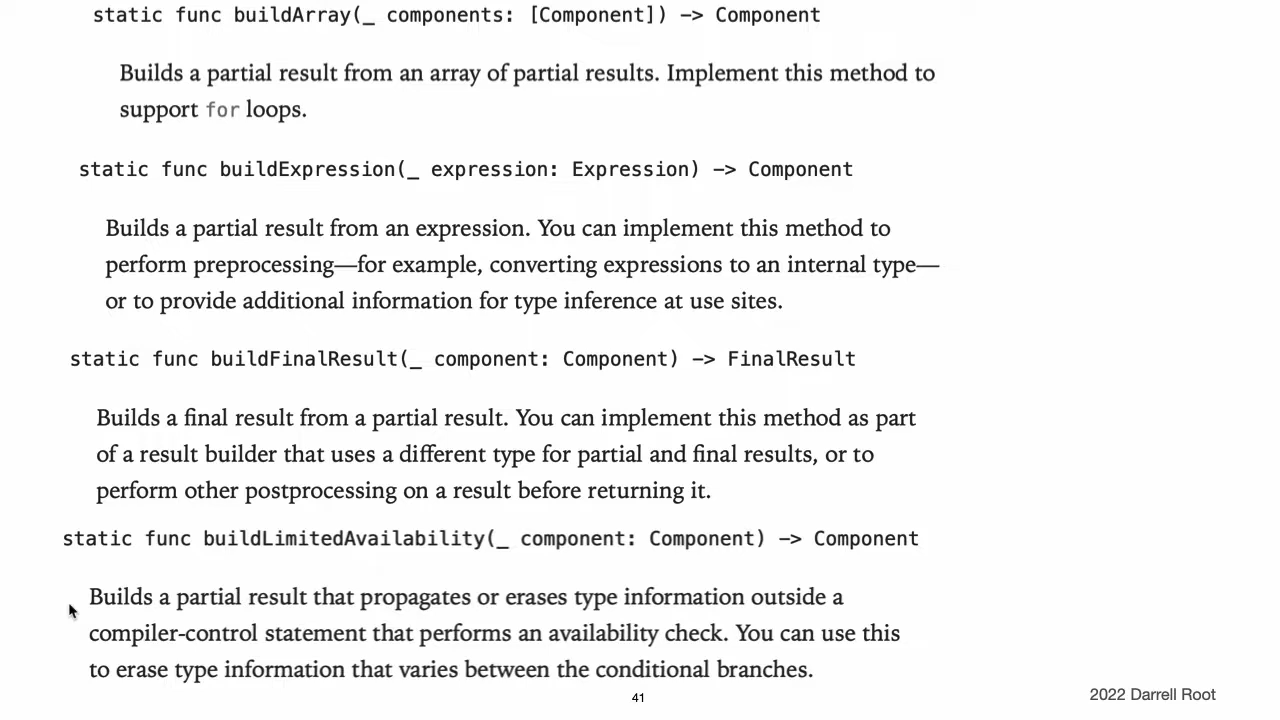 static func buildArray(_ components: [Component]) -> Component
Builds a partial result from an array of partial results. Implement this method to
support for loops.
static func buildExpression(_ expression: Expression) -> Component
Builds a partial result from an expression. You can implement this method to
perform preprocessing—for example, converting expressions to an internal type—
or to provide additional information for type inference at use sites.
static func buildFinalResult(_ component: Component) -> FinalResult
Builds a final result from a partial result. You can implement this method as part
of a result builder that uses a different type for partial and final results, or to
perform other postprocessing on a result before returning it.
static func buildLimitedAvailability(_ component: Component) -> Component
Builds a partial result that propagates or erases type information outside a
compiler-control statement that performs an availability check. You can use this
to erase type information that varies between the conditional branches.
41
2022 Darrell Root